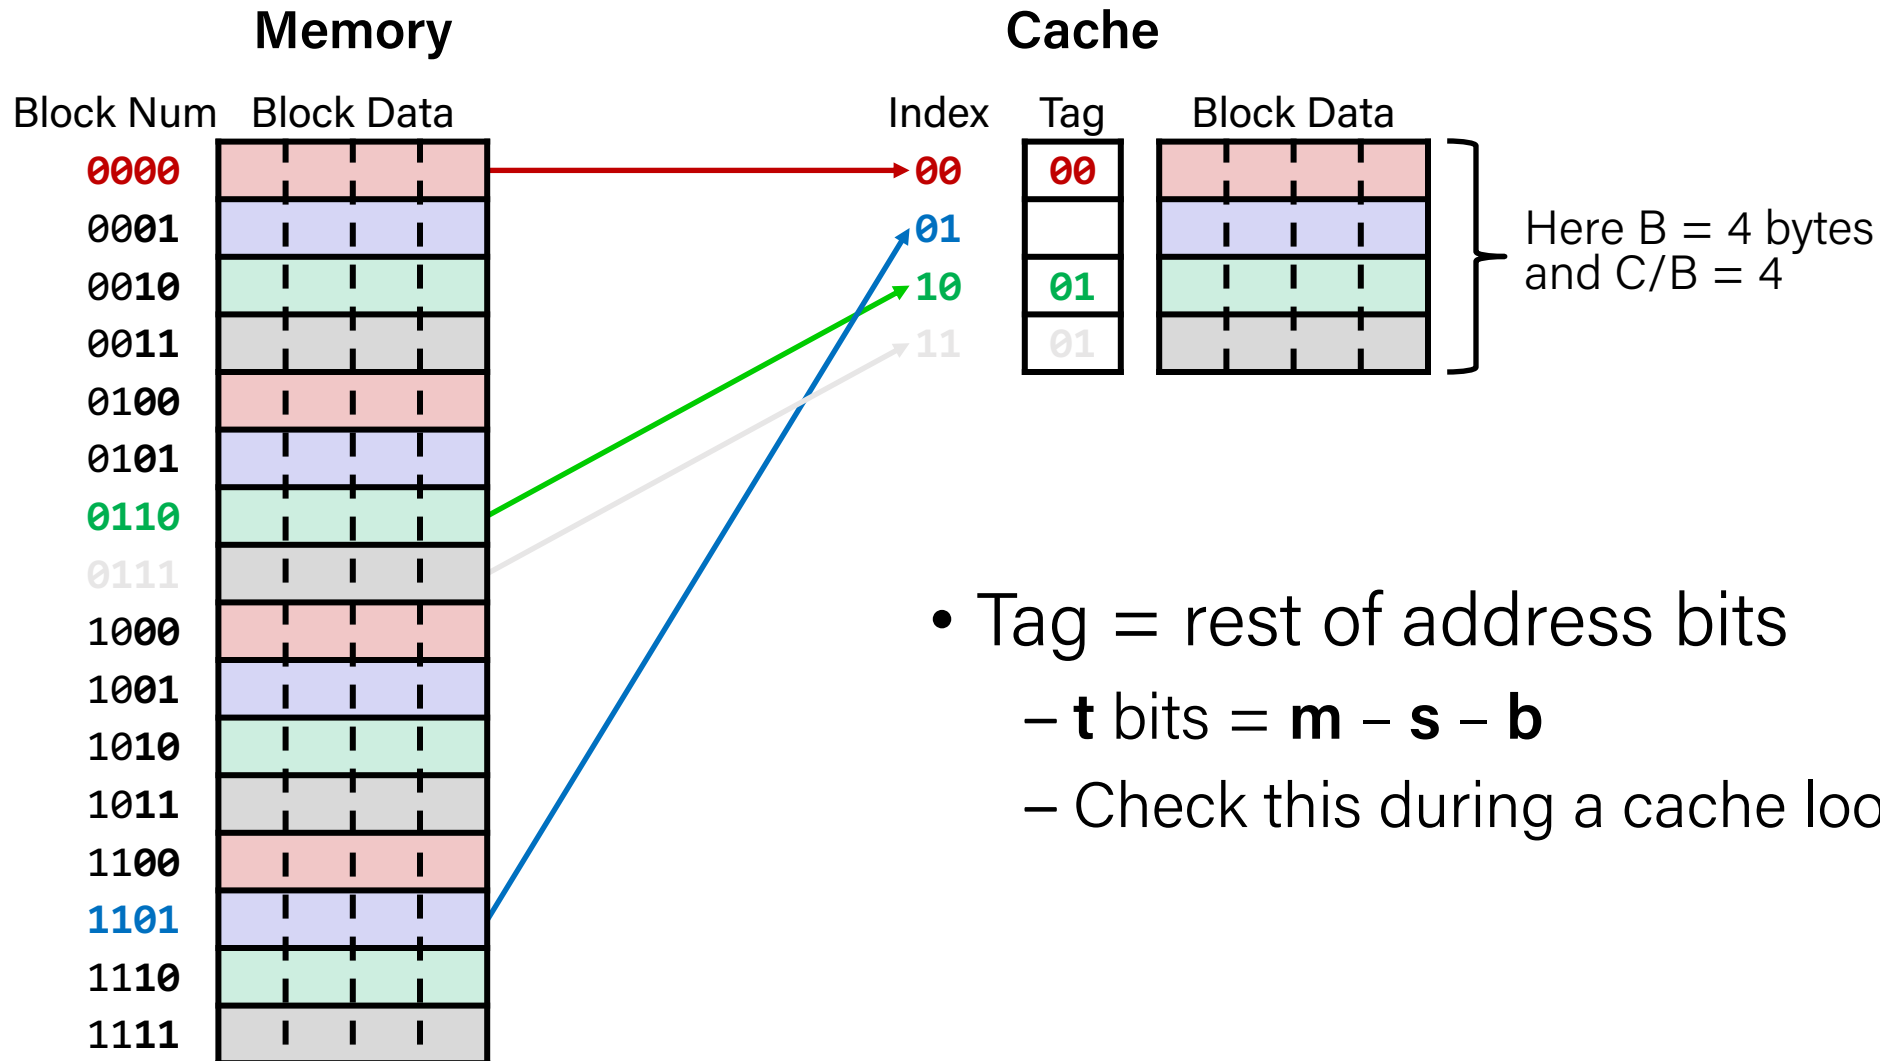 Memory
Cache
Block Num Block Data
Index Tag Block Data
0000
0001
0010
0011
0100
0101
0110
0111
1000
1001
1010
1011
1100
1101
1110
1111
00 00
01
10 01
11 01
Here B = 4 bytes
and C/B = 4
• Tag = rest of address bits
– t bits = m – s – b
– Check this during a cache loo